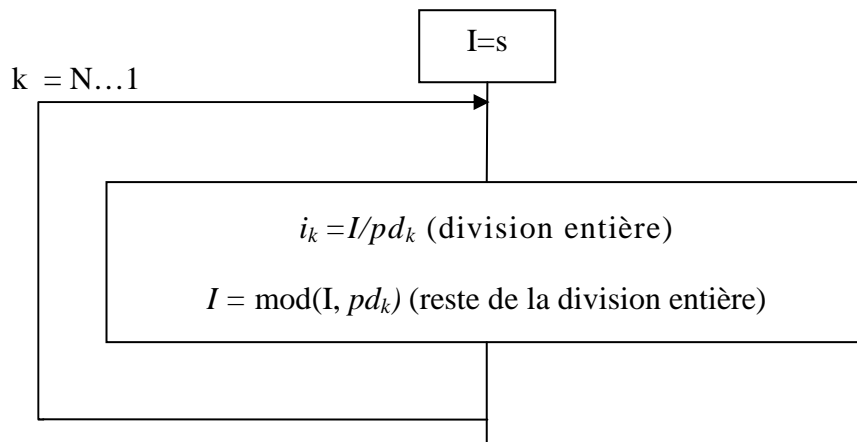 I=s
k = N…1
i_k =I/pd_k (division entière)
I = mod(I, pd_k) (reste de la division entière)